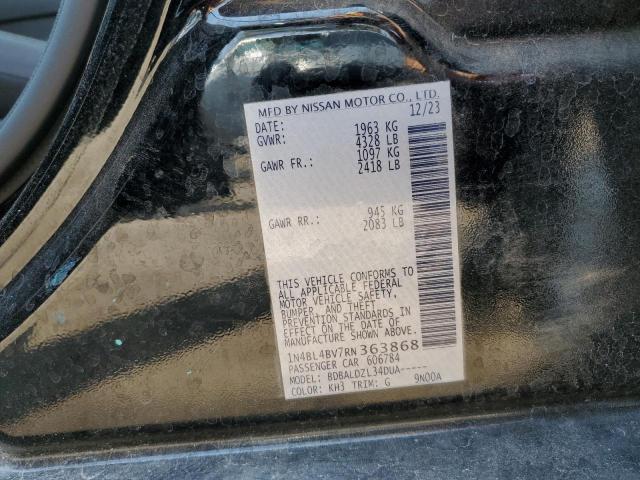 MFD BY NISSAN MOTOR CO., LTD.
DATE: 12/23
GVWR: 1963 KG
4328 LB
GAWR FR.: 1097 KG
2418 LB
GAWR RR.: 945 KG
2083 LB
THIS VEHICLE CONFORMS TO
ALL APPLICABLE FEDERAL
MOTOR VEHICLE SAFETY,
BUMPER, AND THEFT
PREVENTION STANDARDS IN
EFFECT ON THE DATE OF
MANUFACTURE SHOWN ABOVE.
1N4BL4BV7RN363868
PASSENGER CAR 606784
MODEL: BDBALDZL34DUA-----
COLOR: KH3 TRIM: G 9N00A